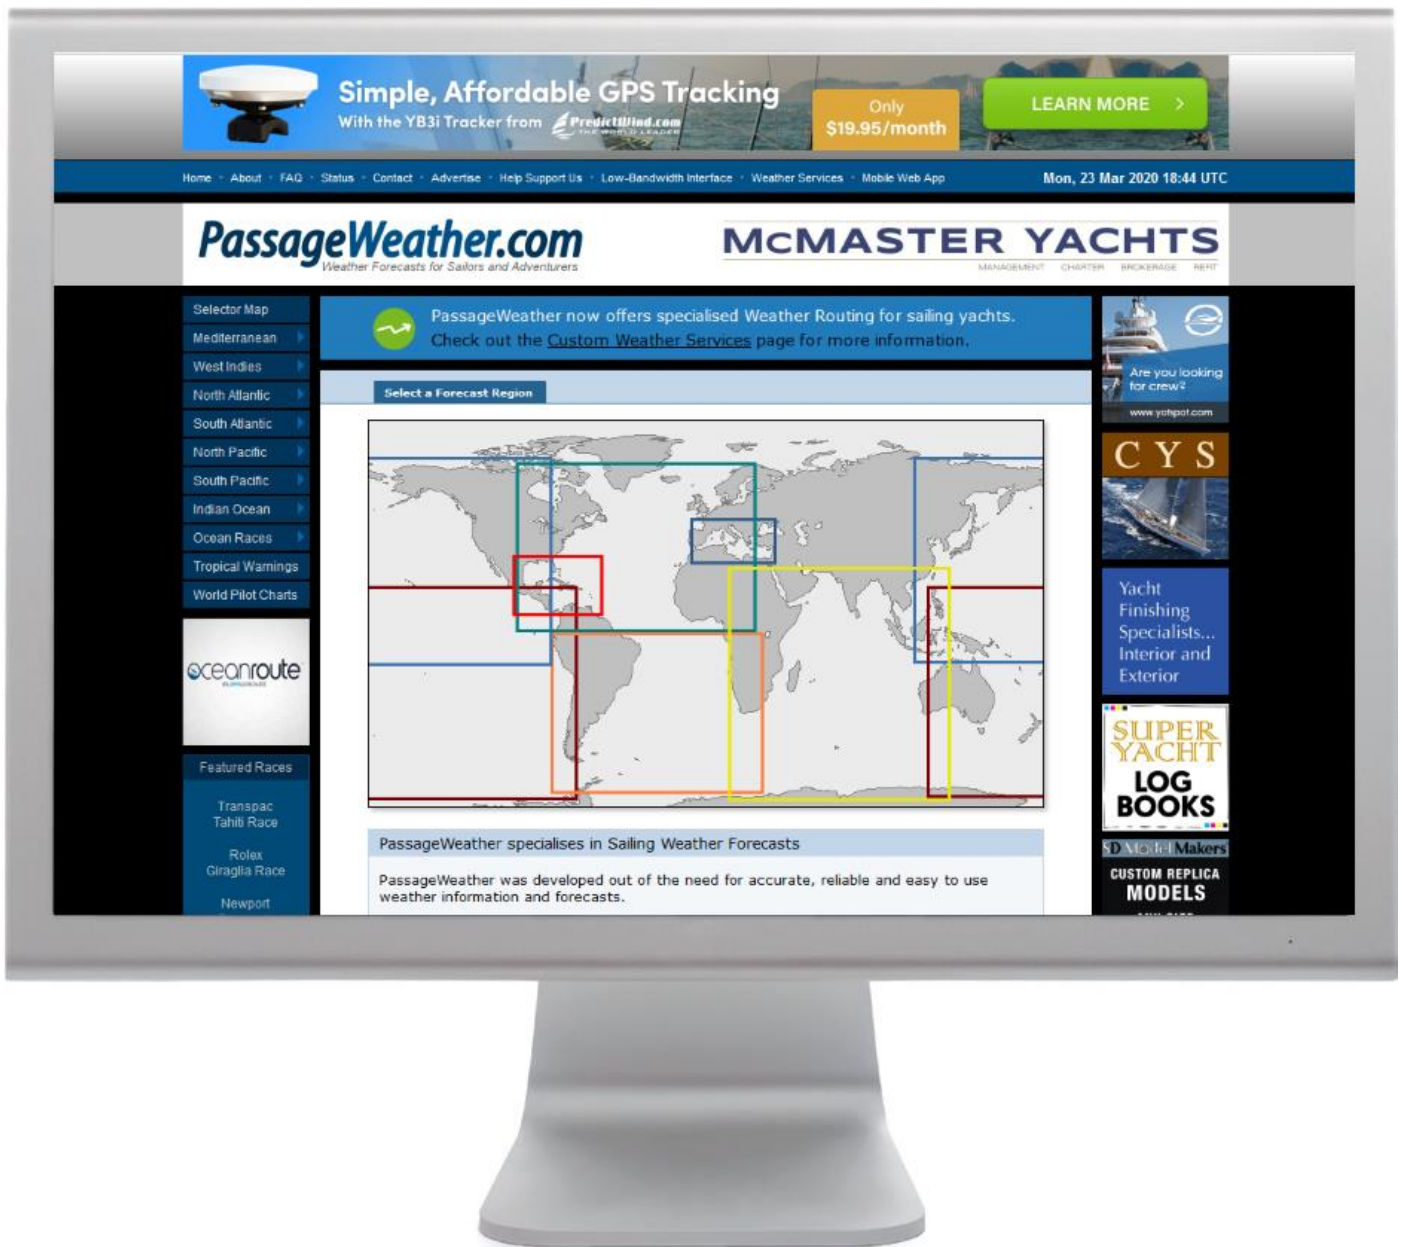 Simple, Affordable GPS Tracking
With the YB3i Tracker from PredictWind.com
THE WORLD LEADER
Only
$19.95/month
LEARN MORE >
Home · About · FAQ · Status · Contact · Advertise · Help Support Us · Low-Bandwidth Interface · Weather Services · Mobile Web App
Mon, 23 Mar 2020 18:44 UTC
PassageWeather.com
Weather Forecasts for Sailors and Adventurers
McMASTER YACHTS
MANAGEMENT CHARTER BROKERAGE REFIT
Selector Map
Mediterranean
West Indies
North Atlantic
South Atlantic
North Pacific
South Pacific
Indian Ocean
Ocean Races
Tropical Warnings
World Pilot Charts
oceanroute
Featured Races
Transpac
Tahiti Race
Rolex
Giraglia Race
Newport
PassageWeather now offers specialised Weather Routing for sailing yachts.
Check out the Custom Weather Services page for more information.
Select a Forecast Region
PassageWeather specialises in Sailing Weather Forecasts
PassageWeather was developed out of the need for accurate, reliable and easy to use
weather information and forecasts.
Are you looking
for crew?
www.yotspot.com
CYS
Yacht
Finishing
Specialists...
Interior and
Exterior
SUPER
YACHT
LOG
BOOKS
SD Model Makers
CUSTOM REPLICA
MODELS